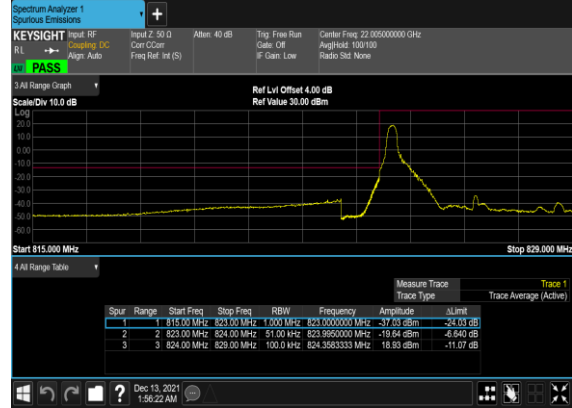 Spectrum Analyzer 1
Spurious Emissions
KEYSIGHT Input: RF Input Z: 50 Ω Atten: 40 dB Trig: Free Run Center Freq: 22.005000000 GHz
RL Coupling: DC Corr CCorr Gate: Off Avg|Hold: 100/100
Align: Auto Freq Ref: Int (S) IF Gain: Low Radio Std: None
LW PASS
3 All Range Graph
Ref Lvl Offset 4.00 dB
Scale/Div 10.0 dB Ref Value 30.00 dBm
Log
20.0
10.0
0.00
-10.0
-20.0
-30.0
-40.0
-50.0
-60.0
Start 815.000 MHz Stop 829.000 MHz
4 All Range Table
Measure Trace Trace 1
Trace Type Trace Average (Active)
Spur Range Start Freq Stop Freq RBW Frequency Amplitude ΔLimit
1 1 815.00 MHz 823.00 MHz 1.000 MHz 823.0000000 MHz -37.03 dBm -24.03 dB
2 2 823.00 MHz 824.00 MHz 51.00 kHz 823.9950000 MHz -19.64 dBm -6.640 dB
3 3 824.00 MHz 829.00 MHz 100.0 kHz 824.3583333 MHz 18.93 dBm -11.07 dB
? Dec 13, 2021
1:56:22 AM